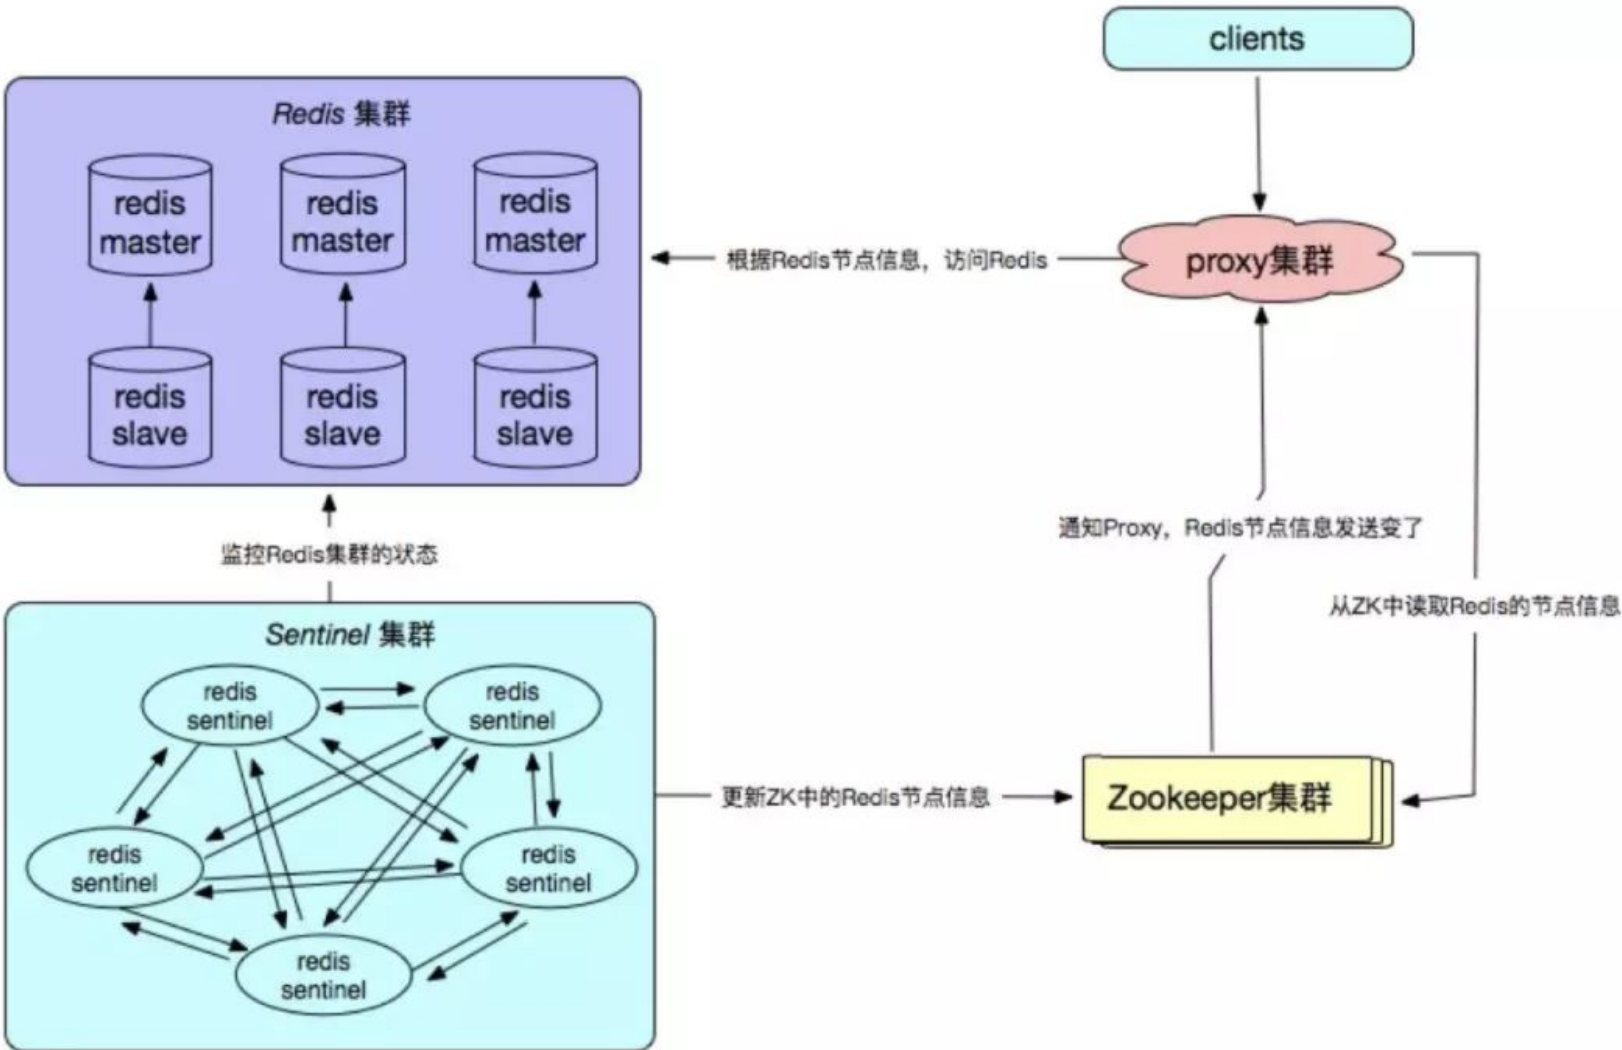 clients
Redis 集群
redis
master
redis
master
redis
master
根据Redis节点信息，访问Redis
proxy集群
redis
slave
redis
slave
redis
slave
通知Proxy，Redis节点信息发送变了
监控Redis集群的状态
从ZK中读取Redis的节点信息
Sentinel 集群
redis
sentinel
redis
sentinel
更新ZK中的Redis节点信息
Zookeeper集群
redis
sentinel
redis
sentinel
redis
sentinel